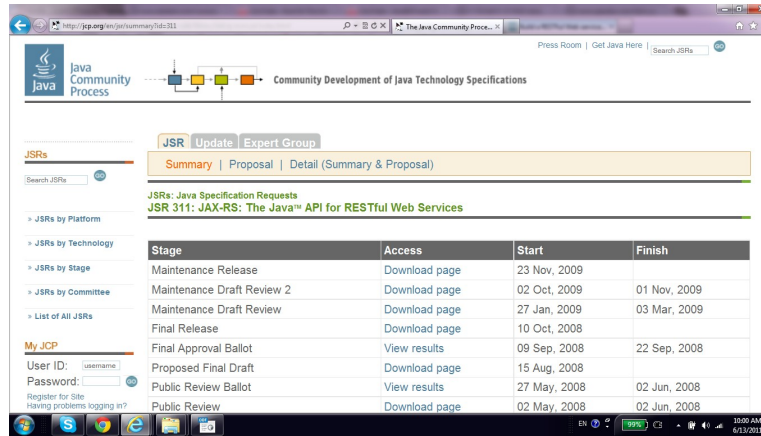 http://jcp.org/en/jsr/summary?id=311
The Java Community Proce...
Press Room | Get Java Here | Search JSRs GO
Java
Java
Community
Process
Community Development of Java Technology Specifications
JSR Update Expert Group
Summary | Proposal | Detail (Summary & Proposal)
JSRs
Search JSRs GO
» JSRs by Platform
» JSRs by Technology
» JSRs by Stage
» JSRs by Committee
» List of All JSRs
My JCP
User ID: username
Password: GO
Register for Site
Having problems logging in?
JSRs: Java Specification Requests
JSR 311: JAX-RS: The Java™ API for RESTful Web Services
Stage Access Start Finish
Maintenance Release Download page 23 Nov, 2009
Maintenance Draft Review 2 Download page 02 Oct, 2009 01 Nov, 2009
Maintenance Draft Review Download page 27 Jan, 2009 03 Mar, 2009
Final Release Download page 10 Oct, 2008
Final Approval Ballot View results 09 Sep, 2008 22 Sep, 2008
Proposed Final Draft Download page 15 Aug, 2008
Public Review Ballot View results 27 May, 2008 02 Jun, 2008
Public Review Download page 02 May, 2008 02 Jun, 2008
EN 99% 10:00 AM